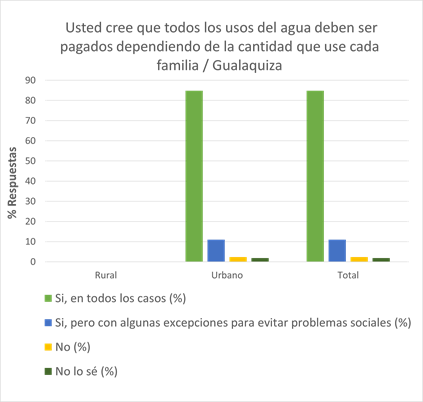 Usted cree que todos los usos del agua deben ser
pagados dependiendo de la cantidad que use cada
familia / Gualaquiza
% Respuestas
90
80
70
60
50
40
30
20
10
0
Rural Urbano Total
Si, en todos los casos (%)
Si, pero con algunas excepciones para evitar problemas sociales (%)
No (%)
No lo sé (%)